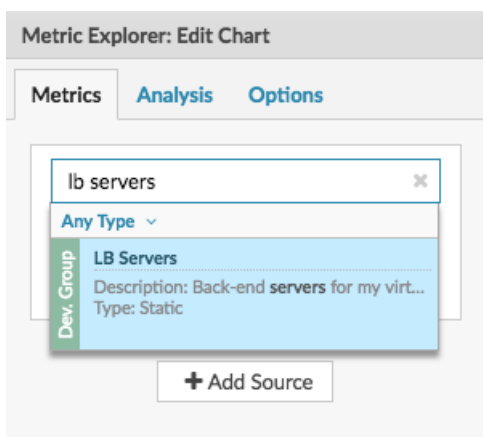 Metric Explorer: Edit Chart
Metrics Analysis Options
lb servers
Any Type
Dev. Group
LB Servers
Description: Back-end servers for my virt...
Type: Static
+ Add Source